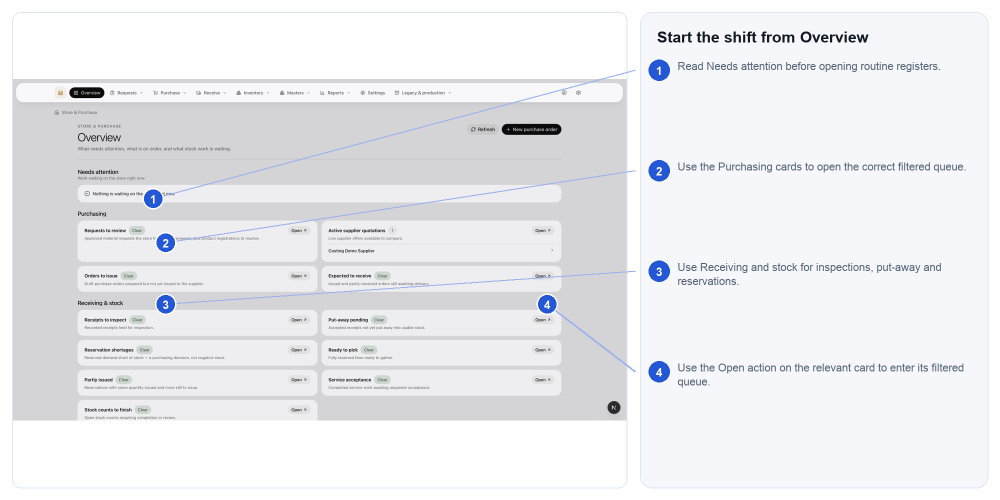 Overview
Requests
Purchase
Receive
Inventory
Masters
Reports
Settings
Legacy & production
Store & Purchase
STORE & PURCHASE
Overview
What needs attention, what is on order, and what stock work is waiting.
Refresh
+ New purchase order
Needs attention
Work waiting on the store right now.
Nothing is waiting on the
t now.
1
Purchasing
Requests to review
Clear
Open
Approved material requests the store
reviewed, plus product registrations to resolve.
2
Active supplier quotations
1
Open
Live supplier offers available to compare.
Costing Demo Supplier
Orders to issue
Clear
Open
Draft purchase orders prepared but not yet issued to the supplier.
Expected to receive
Clear
Open
Issued and partly-received orders still awaiting delivery.
Receiving & stock
3
4
Receipts to inspect
Clear
Open
Recorded receipts held for inspection.
Put-away pending
Clear
Open
Accepted receipts not yet put away into usable stock.
Reservation shortages
Clear
Open
Reserved demand short of stock — a purchasing decision, not negative stock.
Ready to pick
Clear
Open
Fully reserved lines ready to gather.
Partly issued
Clear
Open
Reservations with some quantity issued and more still to issue.
Service acceptance
Clear
Open
Completed service work awaiting requester acceptance.
Stock counts to finish
Clear
Open
Open stock counts requiring completion or review.
N
Start the shift from Overview
1
Read Needs attention before opening routine registers.
2
Use the Purchasing cards to open the correct filtered queue.
3
Use Receiving and stock for inspections, put-away and
reservations.
4
Use the Open action on the relevant card to enter its filtered
queue.